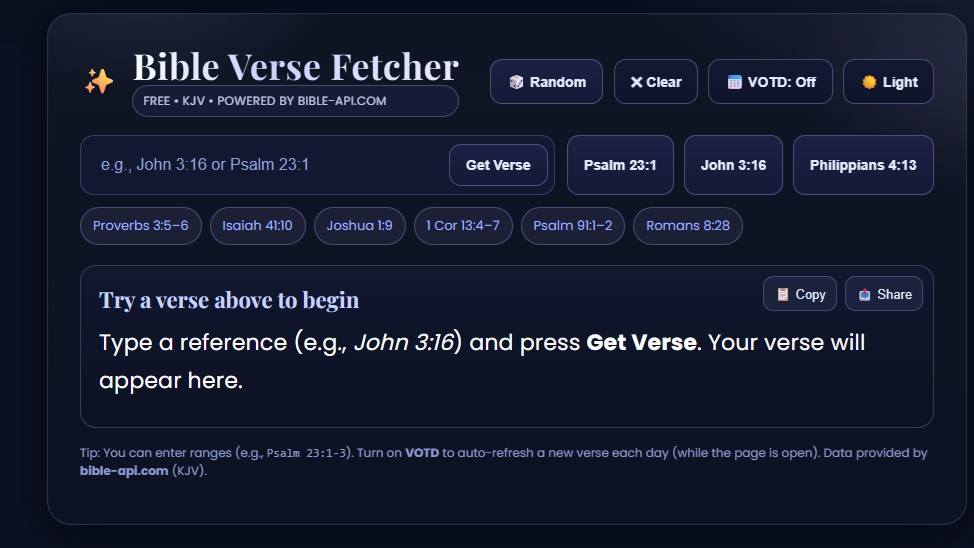 Bible Verse Fetcher
FREE • KJV • POWERED BY BIBLE-API.COM
Random
Clear
VOTD: Off
Light
e.g., John 3:16 or Psalm 23:1
Get Verse
Psalm 23:1
John 3:16
Philippians 4:13
Proverbs 3:5–6
Isaiah 41:10
Joshua 1:9
1 Cor 13:4–7
Psalm 91:1–2
Romans 8:28
Try a verse above to begin
Copy
Share
Type a reference (e.g., John 3:16) and press Get Verse. Your verse will
appear here.
Tip: You can enter ranges (e.g., Psalm 23:1-3). Turn on VOTD to auto-refresh a new verse each day (while the page is open). Data provided by
bible-api.com (KJV).